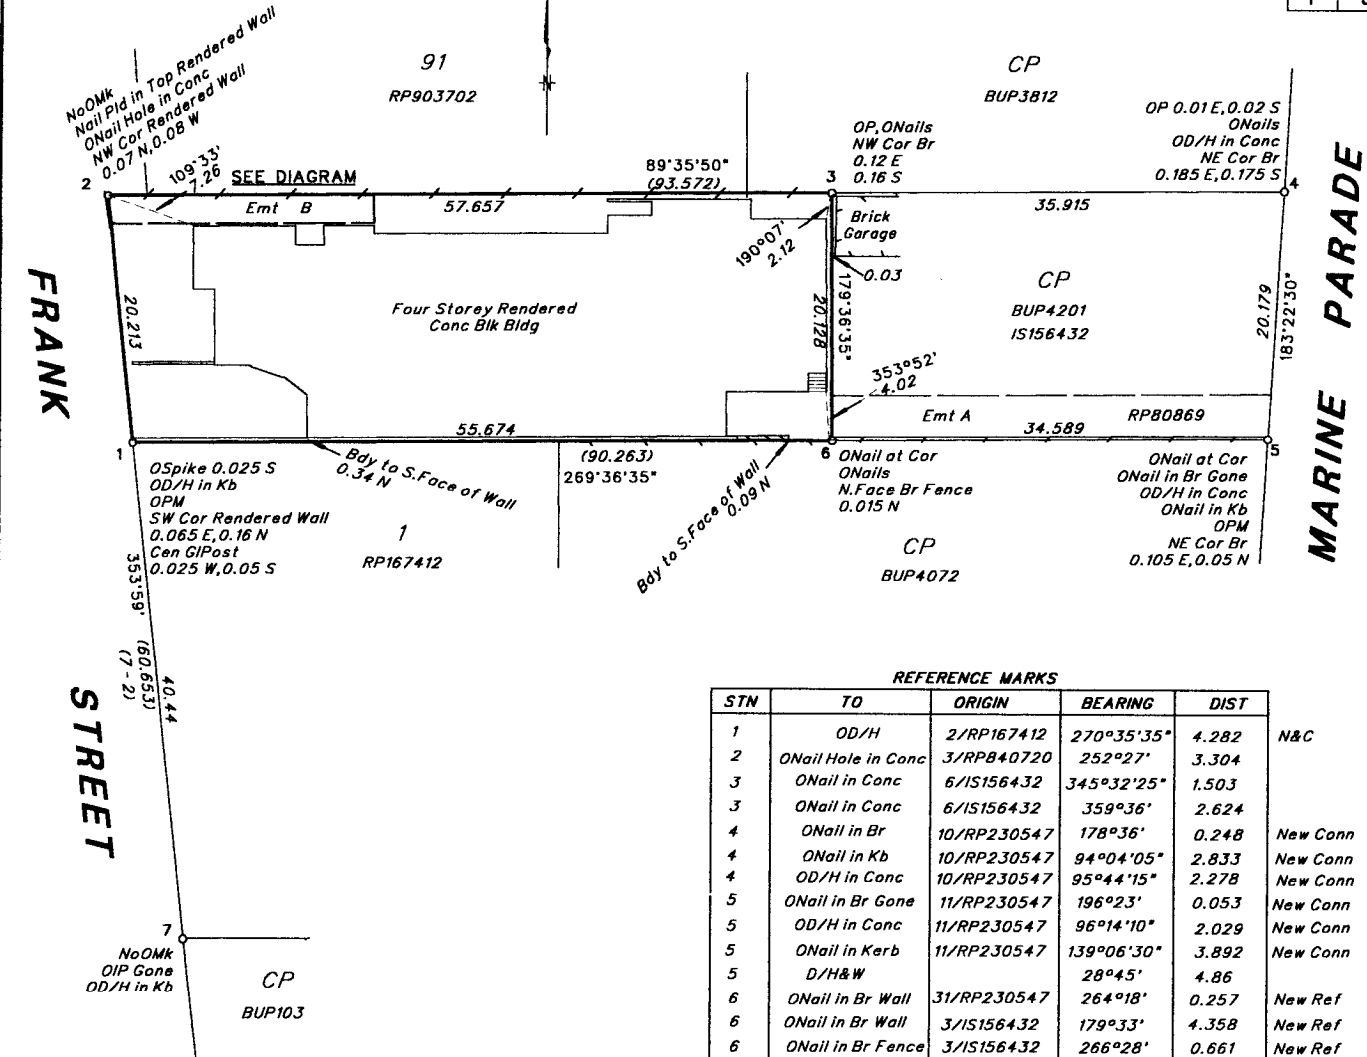 91
RP903702
N
CP
BUP3812
NoOMk
Nail Pld in Top Rendered Wall
ONail Hole in Conc
NW Cor Rendered Wall
0.07 N,0.08 W
OP,ONails
NW Cor Br
0.12 E
0.16 S
OP 0.01 E,0.02 S
ONails
OD/H in Conc
NE Cor Br
0.185 E,0.175 S
2
109°33'
7.26
SEE DIAGRAM
89°35'50"
(93.572)
3
4
Emt B
57.657
35.915
190°07'
2.12
Brick
Garage
0.03
Four Storey Rendered
Conc Blk Bldg
20.213
20.128
179°36'35"
CP
BUP4201
IS156432
20.179
183°22'30"
353°52'
4.02
Emt A
RP80869
34.589
55.674
(90.263)
269°36'35"
1
6
5
FRANK
STREET
MARINE PARADE
OSpike 0.025 S
OD/H in Kb
OPM
SW Cor Rendered Wall
0.065 E,0.16 N
Cen GIPost
0.025 W,0.05 S
Bdy to S.Face of Wall
0.34 N
Bdy to S.Face of Wall
0.09 N
1
RP167412
ONail at Cor
ONails
N.Face Br Fence
0.015 N
CP
BUP4072
ONail at Cor
ONail in Br Gone
OD/H in Conc
ONail in Kb
OPM
NE Cor Br
0.105 E,0.05 N
353°59'
40.44
(60.653)
(7 - 2)
7
NoOMk
OIP Gone
OD/H in Kb
CP
BUP103
REFERENCE MARKS
STN TO ORIGIN BEARING DIST
1 OD/H 2/RP167412 270°35'35" 4.282 N&C
2 ONail Hole in Conc 3/RP840720 252°27' 3.304
3 ONail in Conc 6/IS156432 345°32'25" 1.503
3 ONail in Conc 6/IS156432 359°36' 2.624
4 ONail in Br 10/RP230547 178°36' 0.248 New Conn
4 ONail in Kb 10/RP230547 94°04'05" 2.833 New Conn
4 OD/H in Conc 10/RP230547 95°44'15" 2.278 New Conn
5 ONail in Br Gone 11/RP230547 196°23' 0.053 New Conn
5 OD/H in Conc 11/RP230547 96°14'10" 2.029 New Conn
5 ONail in Kerb 11/RP230547 139°06'30" 3.892 New Conn
5 D/H&W 28°45' 4.86
6 ONail in Br Wall 31/RP230547 264°18' 0.257 New Ref
6 ONail in Br Wall 3/IS156432 179°33' 4.358 New Ref
6 ONail in Br Fence 3/IS156432 266°28' 0.661 New Ref